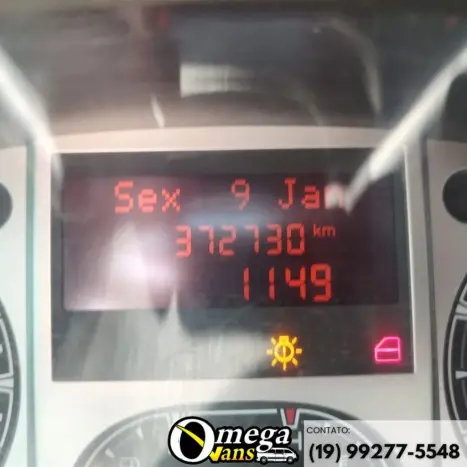 Sex 9 Jan
372730 km
1149
Omega
Vans
CONTATO:
(19) 99277-5548